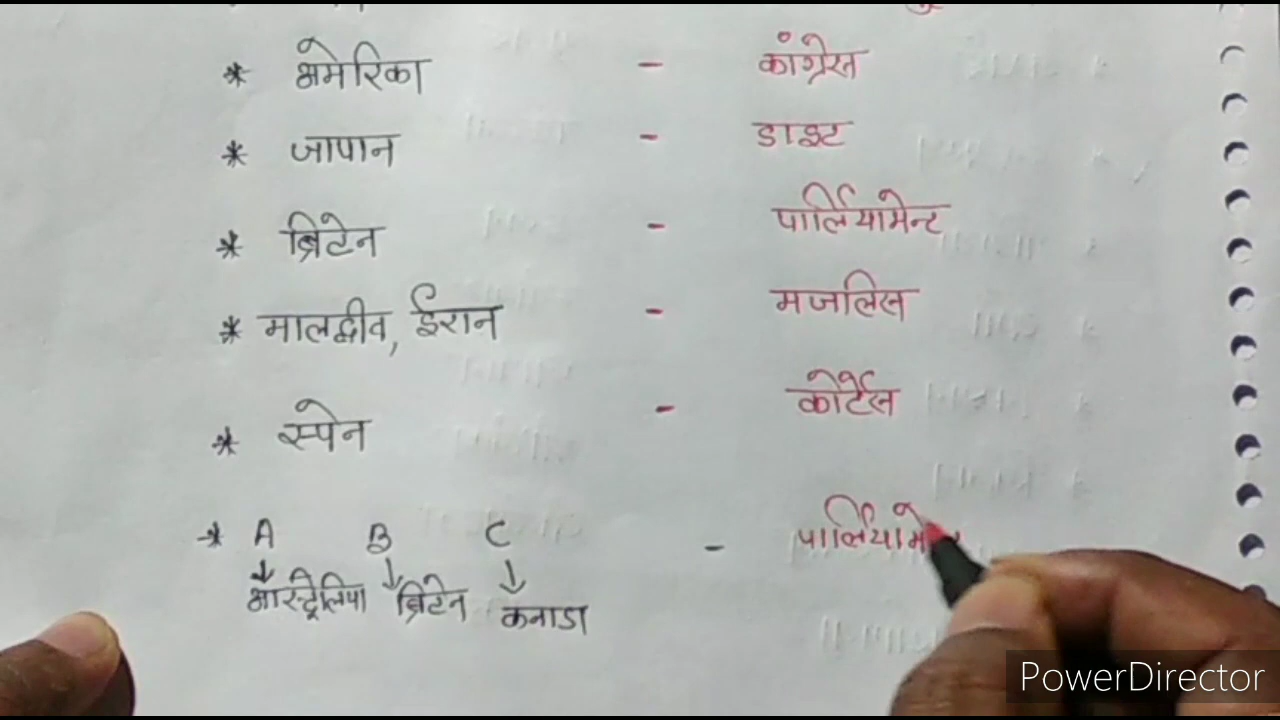 * अमेरिका - कांग्रेस
* जापान - डाइट
* ब्रिटेन - पार्लियामेन्ट
* मालद्वीव, ईरान - मजलिस
* स्पेन - कोर्टेस
* A B C - पार्लियामे
आस्ट्रेलिया ब्रिटेन कनाडा
PowerDirector